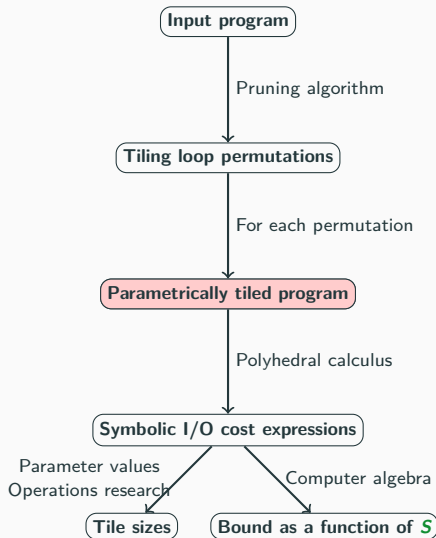 Input program
Pruning algorithm
Tiling loop permutations
For each permutation
Parametrically tiled program
Polyhedral calculus
Symbolic I/O cost expressions
Parameter values
Operations research
Computer algebra
Tile sizes
Bound as a function of S